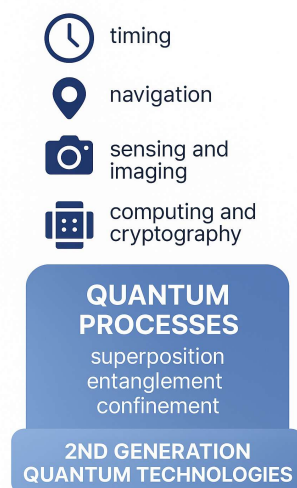 timing
navigation
sensing and
imaging
computing and
cryptography
QUANTUM
PROCESSES
superposition
entanglement
confinement
2ND GENERATION
QUANTUM TECHNOLOGIES